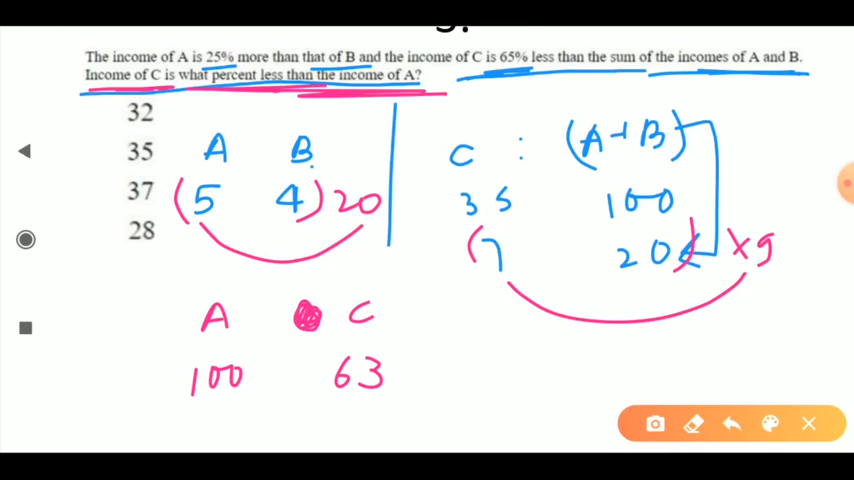 The income of A is 25% more than that of B and the income of C is 65% less than the sum of the incomes of A and B.
Income of C is what percent less than the income of A?
32
35
37
28
A B
(5 4) 20
C : (A+B)
35 100
(7 20) x9
A C
100 63